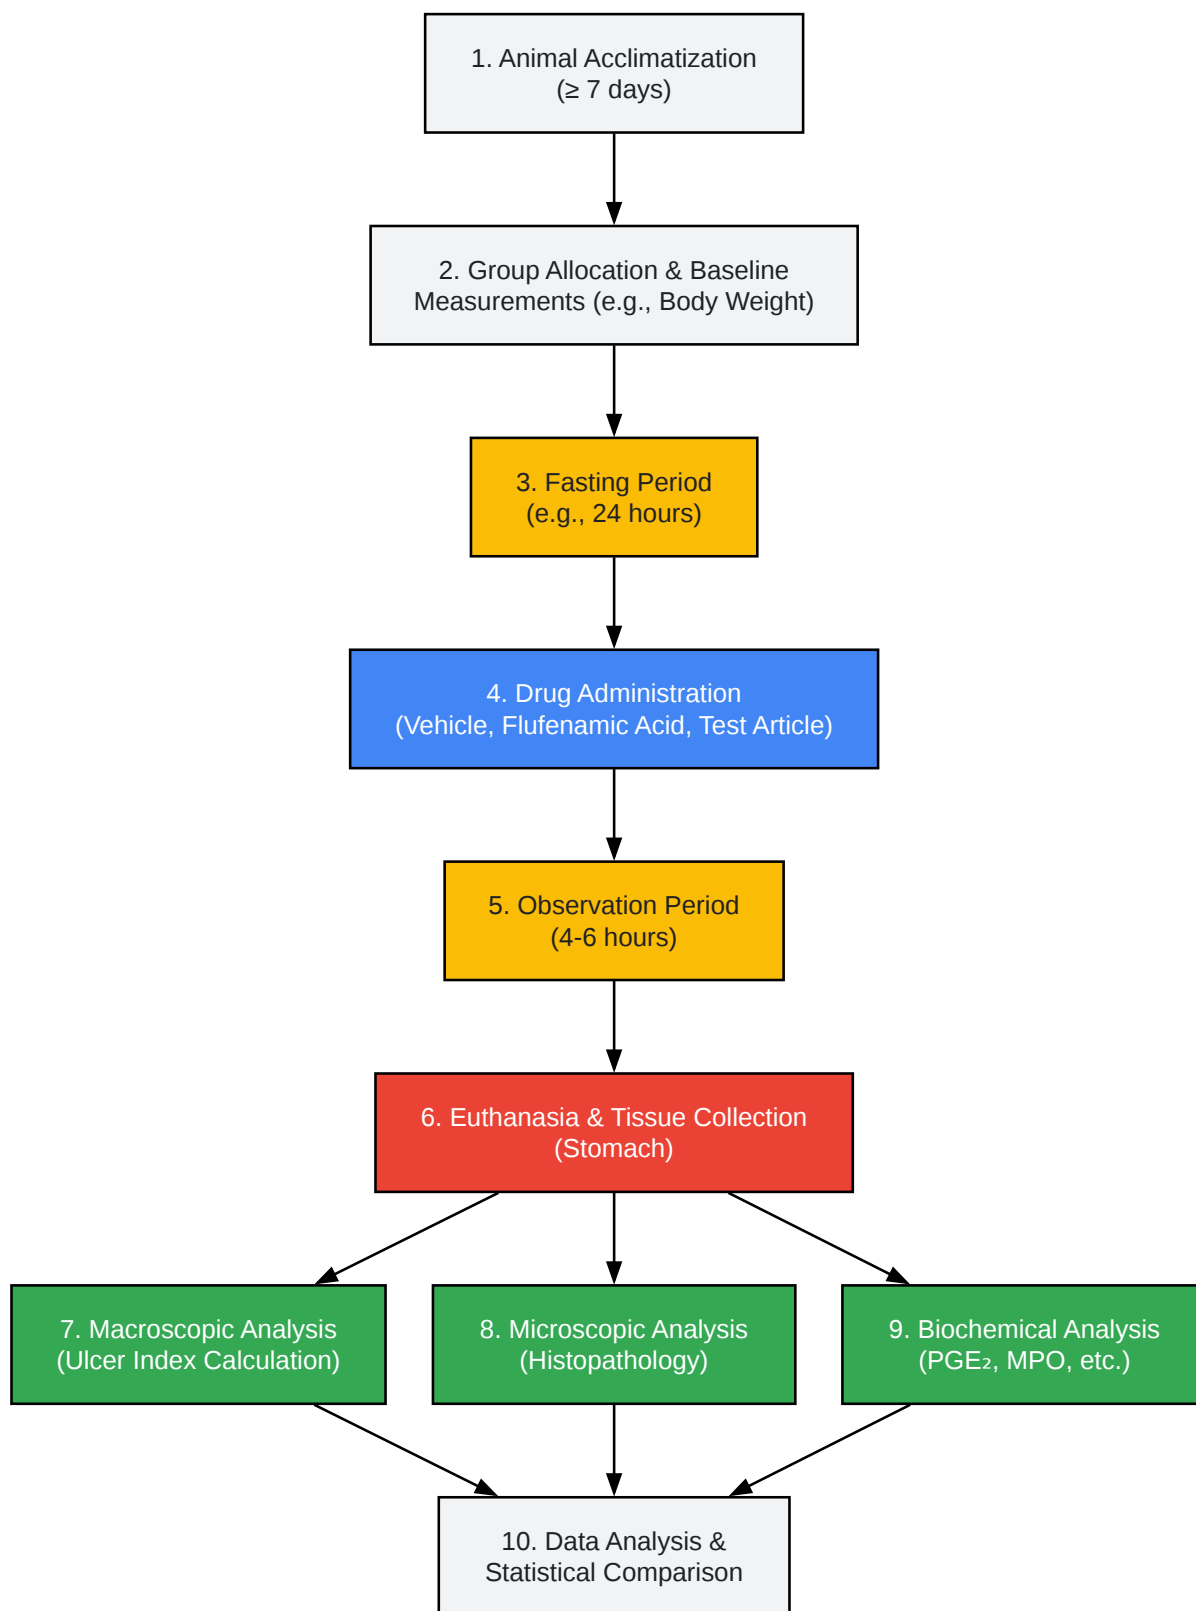 1. Animal Acclimatization
(≥ 7 days)
2. Group Allocation & Baseline
Measurements (e.g., Body Weight)
3. Fasting Period
(e.g., 24 hours)
4. Drug Administration
(Vehicle, Flufenamic Acid, Test Article)
5. Observation Period
(4-6 hours)
6. Euthanasia & Tissue Collection
(Stomach)
7. Macroscopic Analysis
(Ulcer Index Calculation)
8. Microscopic Analysis
(Histopathology)
9. Biochemical Analysis
(PGE₂, MPO, etc.)
10. Data Analysis &
Statistical Comparison